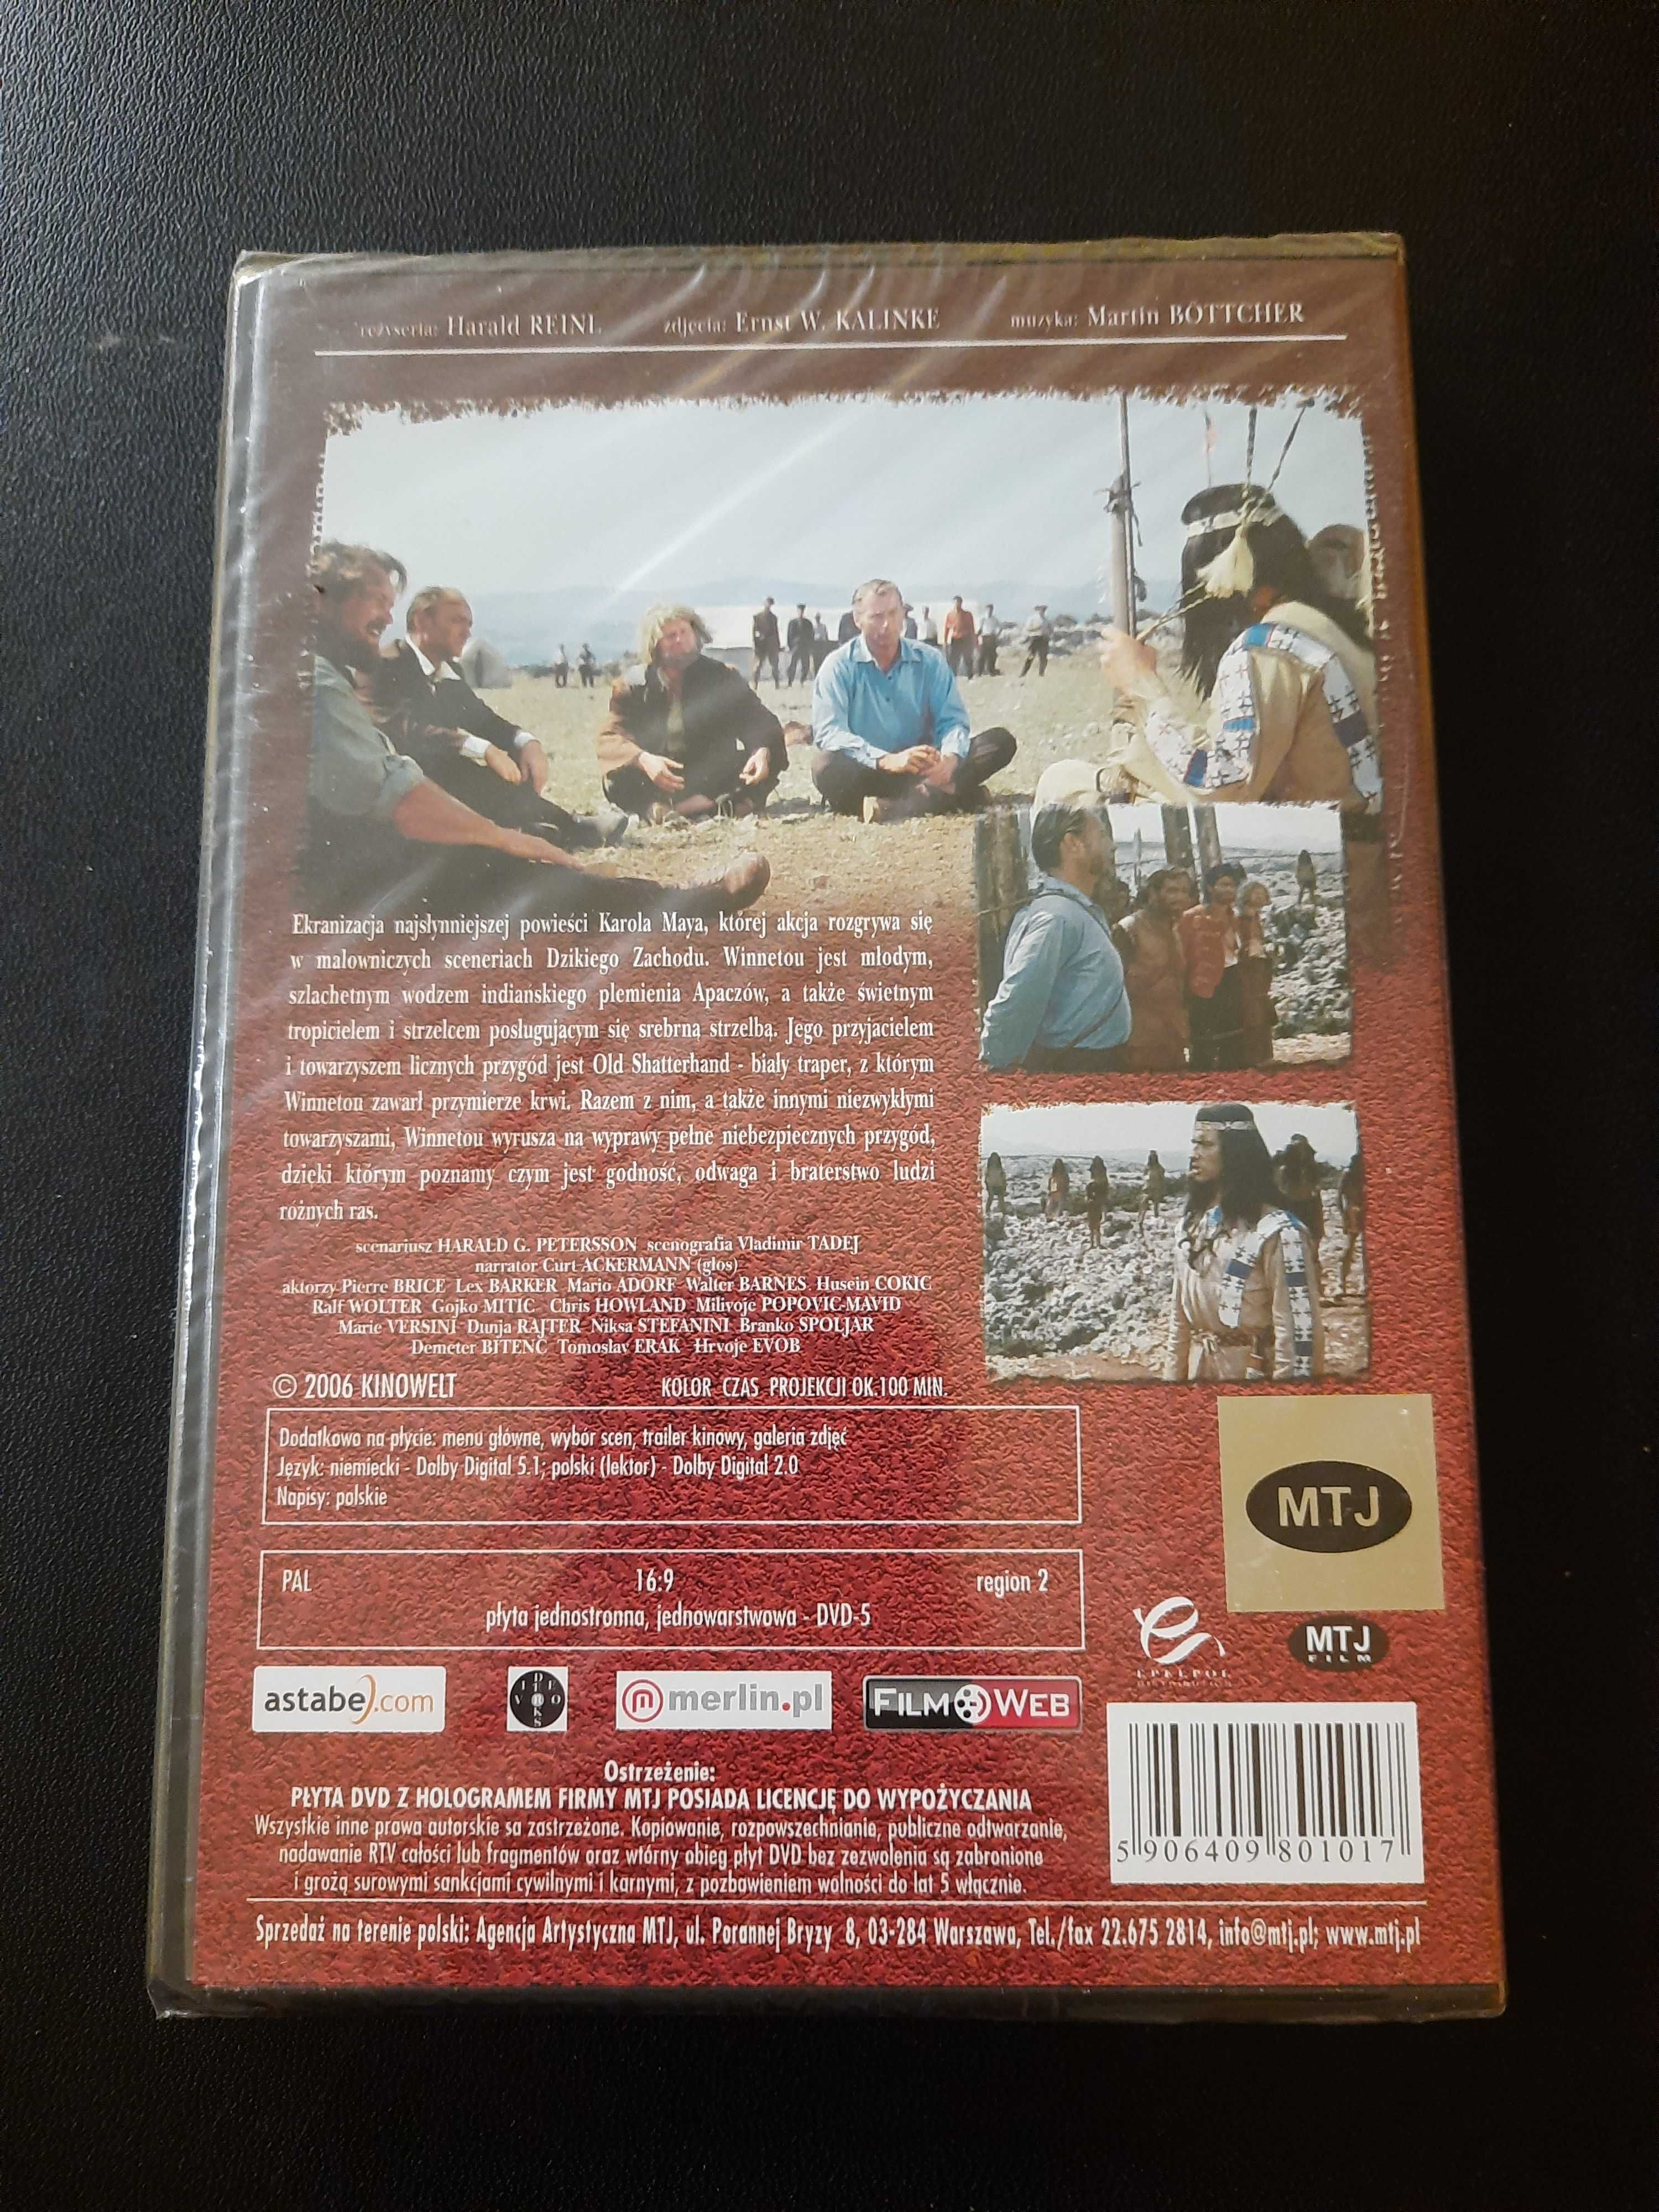 reżyseria: Harald REINL zdjęcia: Ernst W. KALINKE muzyka: Martin BÖTTCHER
Ekranizacja najsłynniejszej powieści Karola Maya, której akcja rozgrywa się
w malowniczych sceneriach Dzikiego Zachodu. Winnetou jest młodym,
szlachetnym wodzem indiańskiego plemienia Apaczów, a także świetnym
tropicielem i strzelcem posługującym się srebrną strzelbą. Jego przyjacielem
i towarzyszem licznych przygód jest Old Shatterhand - biały traper, z którym
Winnetou zawarł przymierze krwi. Razem z nim, a także innymi niezwykłymi
towarzyszami, Winnetou wyrusza na wyprawy pełne niebezpiecznych przygód,
dzięki którym poznamy czym jest godność, odwaga i braterstwo ludzi
różnych ras.
scenariusz HARALD G. PETERSSON scenografia Vladimir TADEJ
narrator Curt ACKERMANN (głos)
aktorzy Pierre BRICE Lex BARKER Mario ADORF Walter BARNES Husein COKIC
Ralf WOLTER Gojko MITIC Chris HOWLAND Milivoje POPOVIC-MAVID
Marie VERSINI Dunja RAJTER Niksa STEFANINI Branko SPOLJAR
Demeter BITENC Tomoslav ERAK Hrvoje EVOB
© 2006 KINOWELT KOLOR CZAS PROJEKCJI OK.100 MIN.
Dodatkowo na płycie: menu główne, wybór scen, trailer kinowy, galeria zdjęć
Język: niemiecki - Dolby Digital 5.1; polski (lektor) - Dolby Digital 2.0
Napisy: polskie
MTJ
PAL 16:9 region 2
płyta jednostronna, jednowarstwowa - DVD-5
EPELPOL
MTJ
FILM
astabe.com
merlin.pl
FILM WEB
Ostrzeżenie:
PŁYTA DVD Z HOLOGRAMEM FIRMY MTJ POSIADA LICENCJĘ DO WYPOŻYCZANIA
Wszystkie inne prawa autorskie są zastrzeżone. Kopiowanie, rozpowszechnianie, publiczne odtwarzanie,
nadawanie RTV całości lub fragmentów oraz wtórny obieg płyt DVD bez zezwolenia są zabronione
i grożą surowymi sankcjami cywilnymi i karnymi, z pozbawieniem wolności do lat 5 włącznie.
5 906409 801017
Sprzedaż na terenie polski: Agencja Artystyczna MTJ, ul. Porannej Bryzy 8, 03-284 Warszawa, Tel./fax 22.675 2814, info@mtj.pl; www.mtj.pl